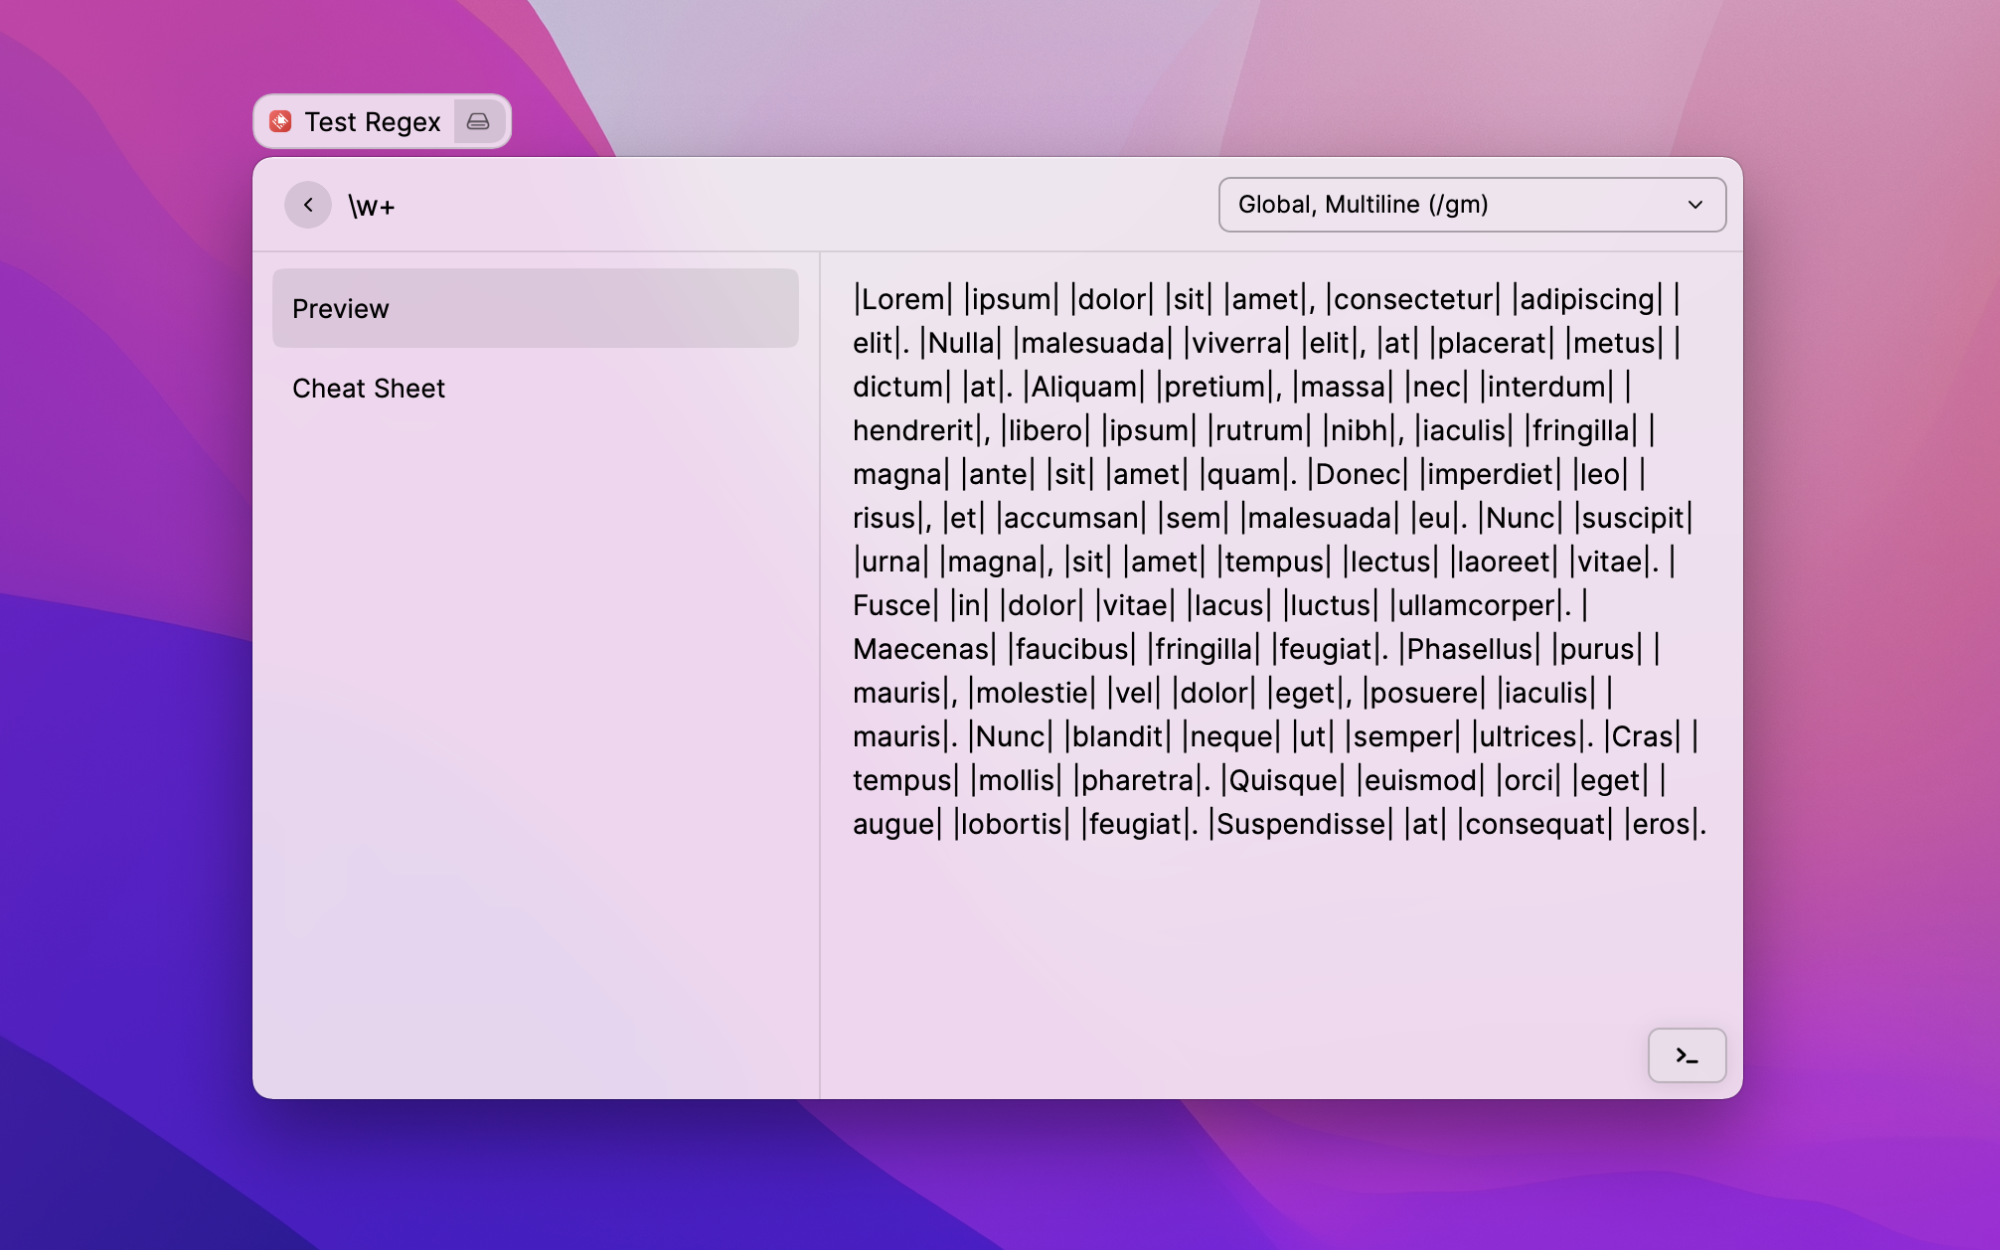 Test Regex
\w+
Global, Multiline (/gm)
Preview
Cheat Sheet
|Lorem| |ipsum| |dolor| |sit| |amet|, |consectetur| |adipiscing| |
elit|. |Nulla| |malesuada| |viverra| |elit|, |at| |placerat| |metus| |
dictum| |at|. |Aliquam| |pretium|, |massa| |nec| |interdum| |
hendrerit|, |libero| |ipsum| |rutrum| |nibh|, |iaculis| |fringilla| |
magna| |ante| |sit| |amet| |quam|. |Donec| |imperdiet| |leo| |
risus|, |et| |accumsan| |sem| |malesuada| |eu|. |Nunc| |suscipit|
|urna| |magna|, |sit| |amet| |tempus| |lectus| |laoreet| |vitae|. |
Fusce| |in| |dolor| |vitae| |lacus| |luctus| |ullamcorper|. |
Maecenas| |faucibus| |fringilla| |feugiat|. |Phasellus| |purus| |
mauris|, |molestie| |vel| |dolor| |eget|, |posuere| |iaculis| |
mauris|. |Nunc| |blandit| |neque| |ut| |semper| |ultrices|. |Cras| |
tempus| |mollis| |pharetra|. |Quisque| |euismod| |orci| |eget| |
augue| |lobortis| |feugiat|. |Suspendisse| |at| |consequat| |eros|.